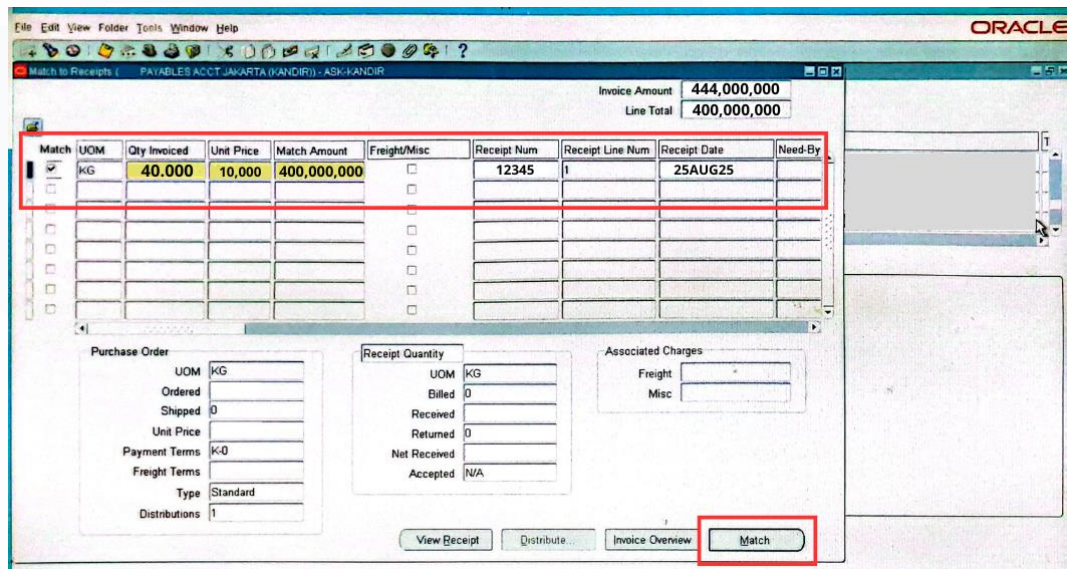 File Edit View Folder Tools Window Help
ORACLE
Match to Receipts ( PAYABLES ACCT JAKARTA (KANDIR)) - ASK-KANDIR
Invoice Amount 444,000,000
Line Total 400,000,000
Match UOM Qty Invoiced Unit Price Match Amount Freight/Misc Receipt Num Receipt Line Num Receipt Date Need-By
KG 40.000 10,000 400,000,000 12345 1 25AUG25
Purchase Order
UOM KG
Ordered
Shipped 0
Unit Price
Payment Terms K-0
Freight Terms
Type Standard
Distributions 1
Receipt Quantity
UOM KG
Billed 0
Received
Returned 0
Net Received
Accepted N/A
Associated Charges
Freight
Misc
View Receipt Distribute... Invoice Overview Match